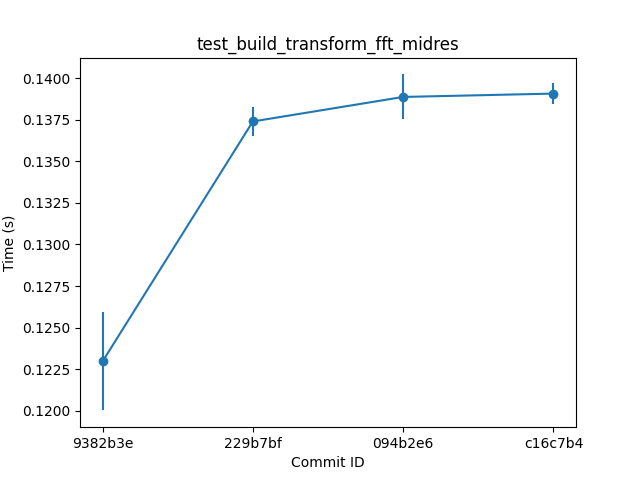 test_build_transform_fft_midres
0.1400
0.1375
0.1350
0.1325
0.1300
0.1275
0.1250
0.1225
0.1200
Time (s)
9382b3e 229b7bf 094b2e6 c16c7b4
Commit ID